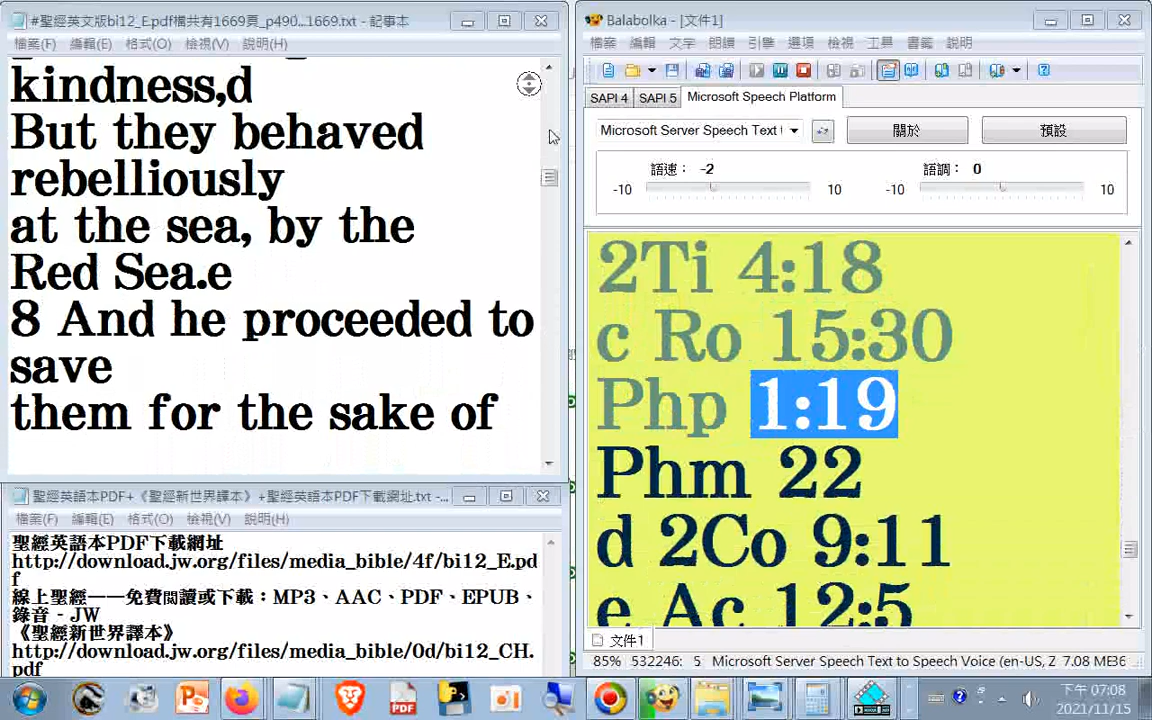 #聖經英文版bi12_E.pdf檔共有1669頁_p490...1669.txt - 記事本
檔案(F) 編輯(E) 格式(O) 檢視(V) 說明(H)
kindness,d
But they behaved
rebelliously
at the sea, by the
Red Sea.e
8 And he proceeded to
save
them for the sake of
聖經英語本PDF+《聖經新世界譯本》+聖經英語本PDF下載網址.txt -...
檔案(F) 編輯(E) 格式(O) 檢視(V) 說明(H)
聖經英語本PDF下載網址
http://download.jw.org/files/media_bible/4f/bi12_E.pd
f
線上聖經——免費閱讀或下載：MP3、AAC、PDF、EPUB、
錄音 - JW
《聖經新世界譯本》
http://download.jw.org/files/media_bible/0d/bi12_CH.
pdf
Balabolka - [文件1]
檔案 編輯 文字 朗讀 引擎 選項 檢視 工具 書籤 說明
SAPI 4 SAPI 5 Microsoft Speech Platform
Microsoft Server Speech Text t 關於 預設
語速： -2 語調： 0
-10 10 -10 10
2Ti 4:18
c Ro 15:30
Php 1:19
Phm 22
d 2Co 9:11
e Ac 12:5
文件1
85% 532246: 5 Microsoft Server Speech Text to Speech Voice (en-US, Z 7.08 MB
下午 07:08
2021/11/15